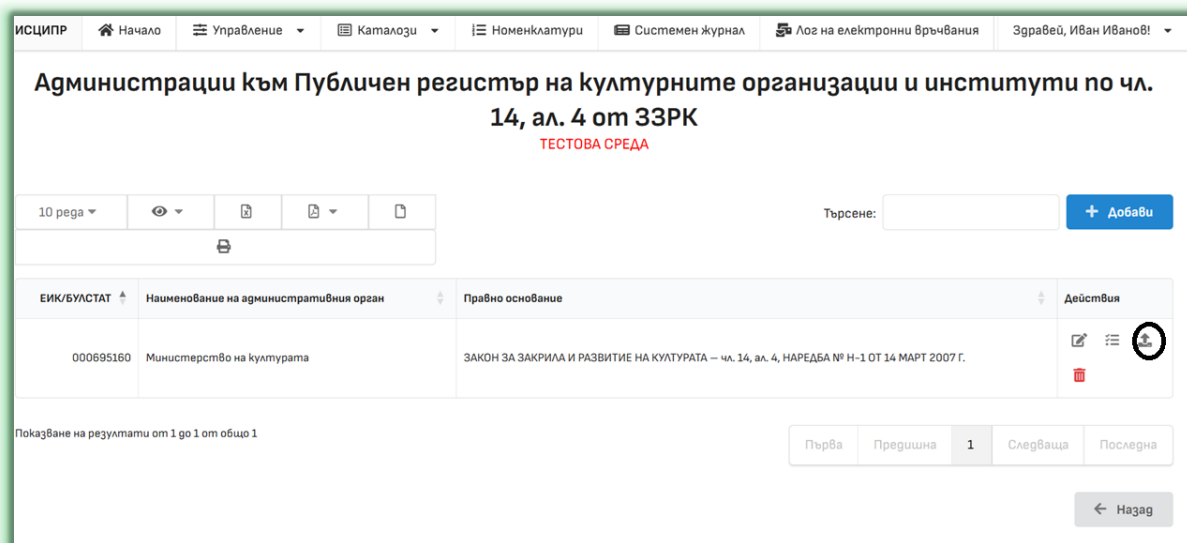 ИСЦИПР Начало Управление Каталози Номенклатури Системен журнал Лог на електронни връчвания Здравей, Иван Иванов!
Администрации към Публичен регистър на културните организации и институти по чл.
14, ал. 4 от ЗЗРК
ТЕСТОВА СРЕДА
10 реда Търсене: + Добави
ЕИК/БУЛСТАТ Наименование на административния орган Правно основание Действия
000695160 Министерство на културата ЗАКОН ЗА ЗАКРИЛА И РАЗВИТИЕ НА КУЛТУРАТА – чл. 14, ал. 4, НАРЕДБА № Н-1 ОТ 14 МАРТ 2007 Г.
Показване на резултати от 1 до 1 от общо 1
Първа Предишна 1 Следваща Последна
← Назад